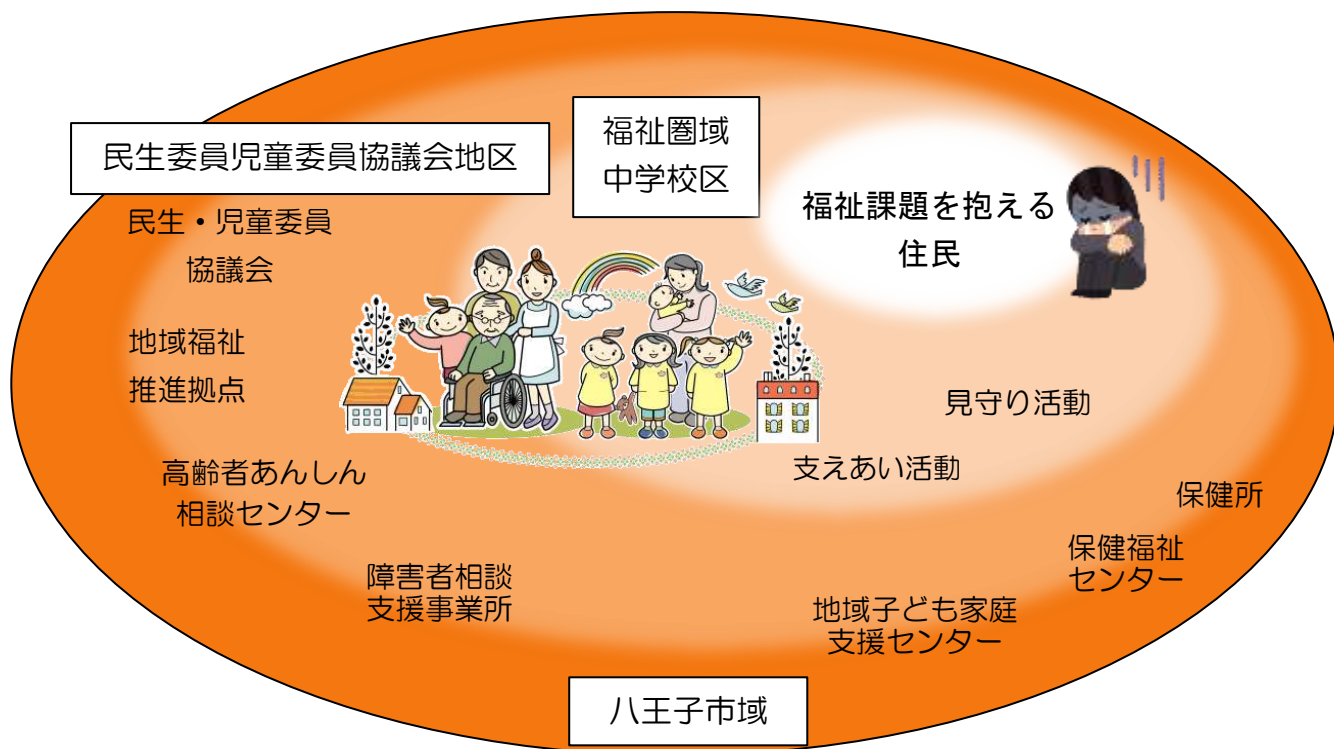 民生委員児童委員協議会地区
福祉圏域
中学校区
福祉課題を抱える
住民
民生・児童委員
協議会
地域福祉
推進拠点
高齢者あんしん
相談センター
障害者相談
支援事業所
見守り活動
支えあい活動
保健所
保健福祉
センター
地域子ども家庭
支援センター
八王子市域